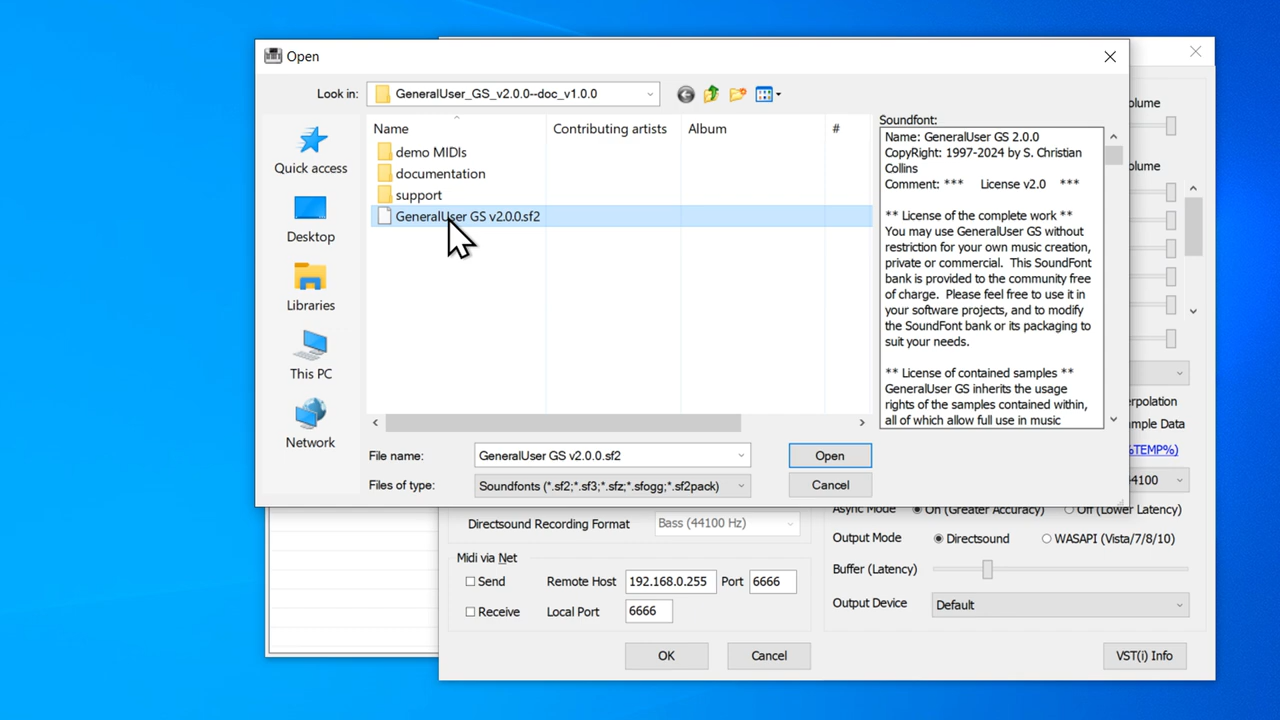 Open
Look in:
GeneralUser_GS_v2.0.0--doc_v1.0.0
Quick access
Desktop
Libraries
This PC
Network
Name
Contributing artists
Album
#
demo MIDIs
documentation
support
GeneralUser GS v2.0.0.sf2
Soundfont:
Name: GeneralUser GS 2.0.0
CopyRight: 1997-2024 by S. Christian
Collins
Comment: *** License v2.0 ***
** License of the complete work **
You may use GeneralUser GS without
restriction for your own music creation,
private or commercial. This SoundFont
bank is provided to the community free
of charge. Please feel free to use it in
your software projects, and to modify
the SoundFont bank or its packaging to
suit your needs.
** License of contained samples **
GeneralUser GS inherits the usage
rights of the samples contained within,
all of which allow full use in music
File name:
GeneralUser GS v2.0.0.sf2
Open
Files of type:
Soundfonts (*.sf2;*.sf3;*.sfz;*.sfogg;*.sf2pack)
Cancel
olume
olume
erpolation
mple Data
%TEMP%)
4100
Directsound Recording Format
Bass (44100 Hz)
Midi via Net
Send
Remote Host
192.168.0.255
Port
6666
Receive
Local Port
6666
Async Mode
On (Greater Accuracy)
Off (Lower Latency)
Output Mode
Directsound
WASAPI (Vista/7/8/10)
Buffer (Latency)
Output Device
Default
OK
Cancel
VST(i) Info